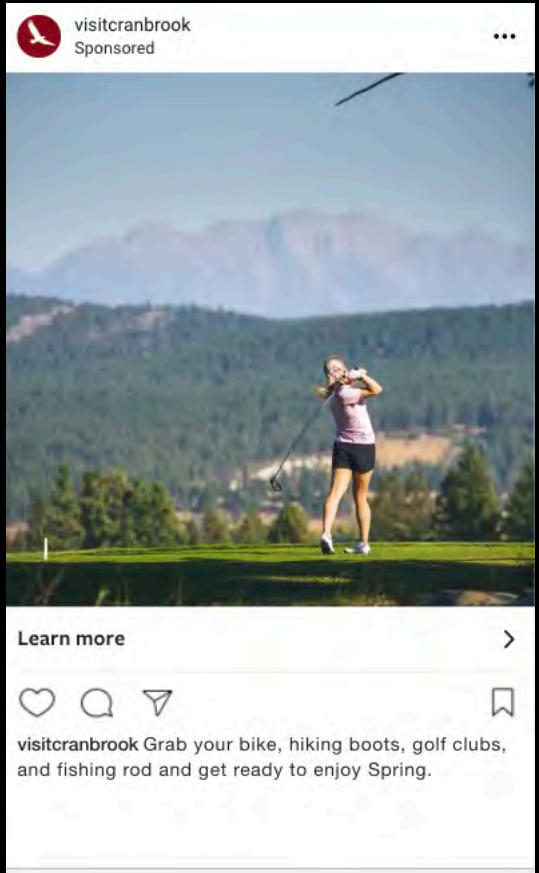 visitcranbrook
Sponsored
Learn more
visitcranbrook Grab your bike, hiking boots, golf clubs,
and fishing rod and get ready to enjoy Spring.